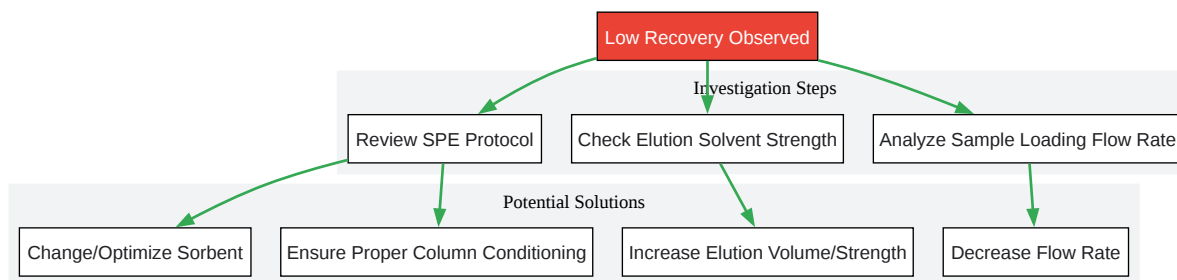 Low Recovery Observed
Investigation Steps
Review SPE Protocol
Check Elution Solvent Strength
Analyze Sample Loading Flow Rate
Potential Solutions
Change/Optimize Sorbent
Ensure Proper Column Conditioning
Increase Elution Volume/Strength
Decrease Flow Rate